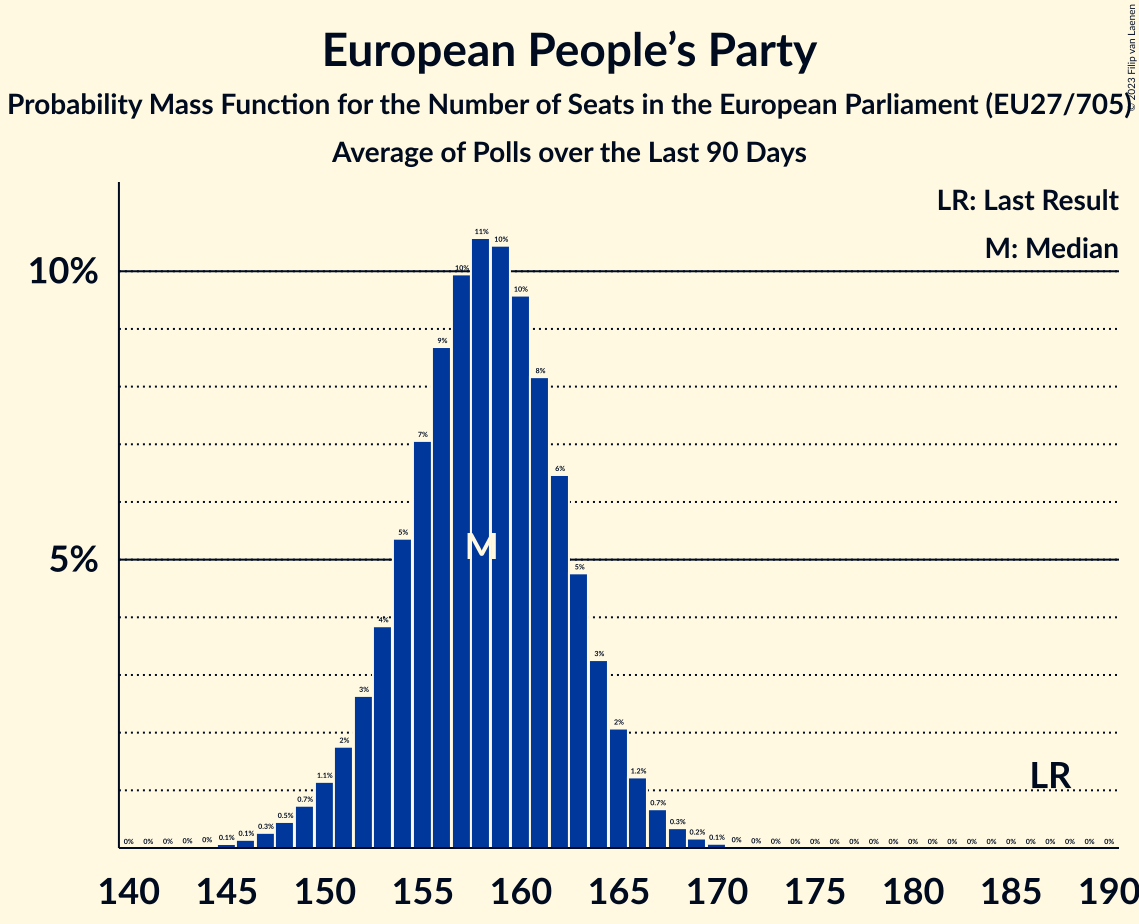 European People’s Party
Probability Mass Function for the Number of Seats in the European Parliament (EU27/705)
Average of Polls over the Last 90 Days
© 2023 Filip van Laenen
LR: Last Result
M: Median
10%
5%
0% 0% 0% 0% 0% 0.1% 0.1% 0.3% 0.5% 0.7% 1.1% 2% 3% 4% 5% 7% 9% 10% 11% 10% 10% 8% 6% 5% 3% 2% 1.2% 0.7% 0.3% 0.2% 0.1% 0% 0% 0% 0% 0% 0% 0% 0% 0% 0% 0% 0% 0% 0% 0% 0% 0% 0% 0% 0%
M
LR
140 145 150 155 160 165 170 175 180 185 190